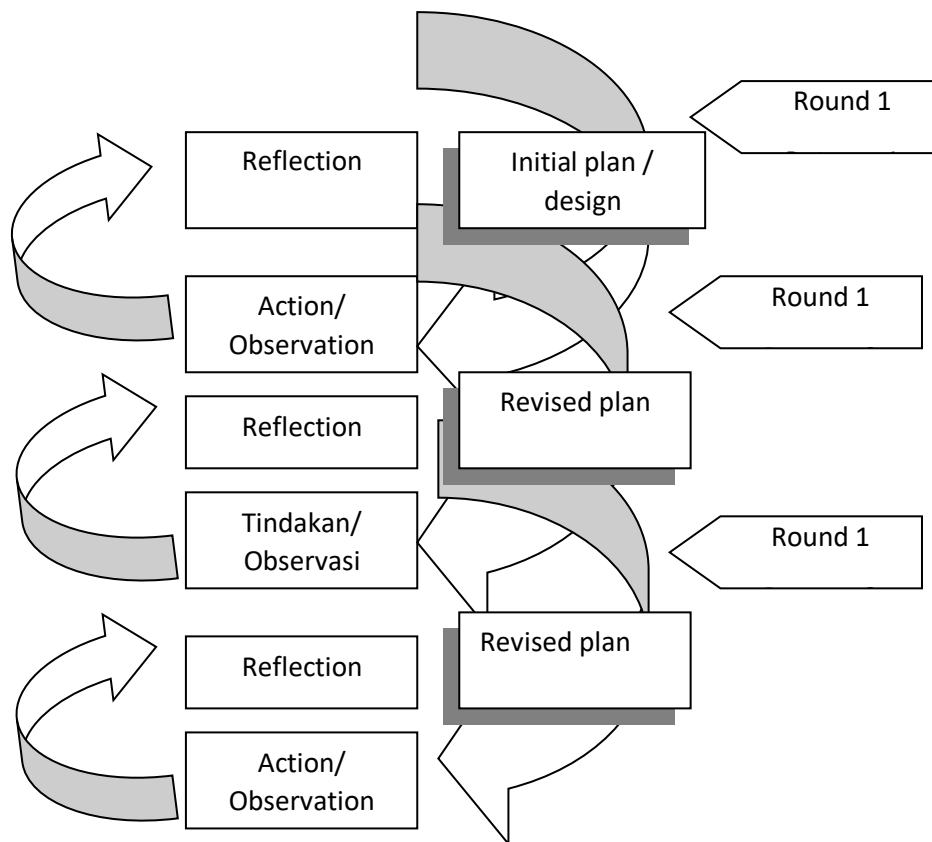 Round 1
Reflection
Initial plan /
design
Action/
Observation
Round 1
Reflection
Revised plan
Tindakan/
Observasi
Round 1
Reflection
Revised plan
Action/
Observation